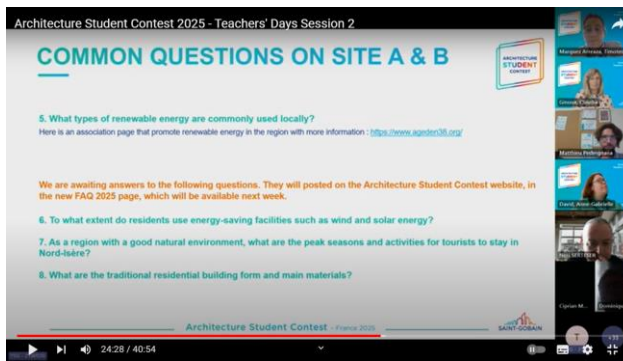 Architecture Student Contest 2025 - Teachers' Days Session 2
COMMON QUESTIONS ON SITE A & B
ARCHITECTURE
STUDENT
CONTEST
5. What types of renewable energy are commonly used locally?
Here is an association page that promote renewable energy in the region with more information : https://www.ageden38.org/
We are awaiting answers to the following questions. They will posted on the Architecture Student Contest website, in
the new FAQ 2025 page, which will be available next week.
6. To what extent do residents use energy-saving facilities such as wind and solar energy?
7. As a region with a good natural environment, what are the peak seasons and activities for tourists to stay in
Nord-Isère?
8. What are the traditional residential building form and main materials?
Architecture Student Contest - France 2025
SAINT-GOBAIN
David, Anne-Gabrielle
Ciprian M...
Dominique
T
24:28 / 40:54